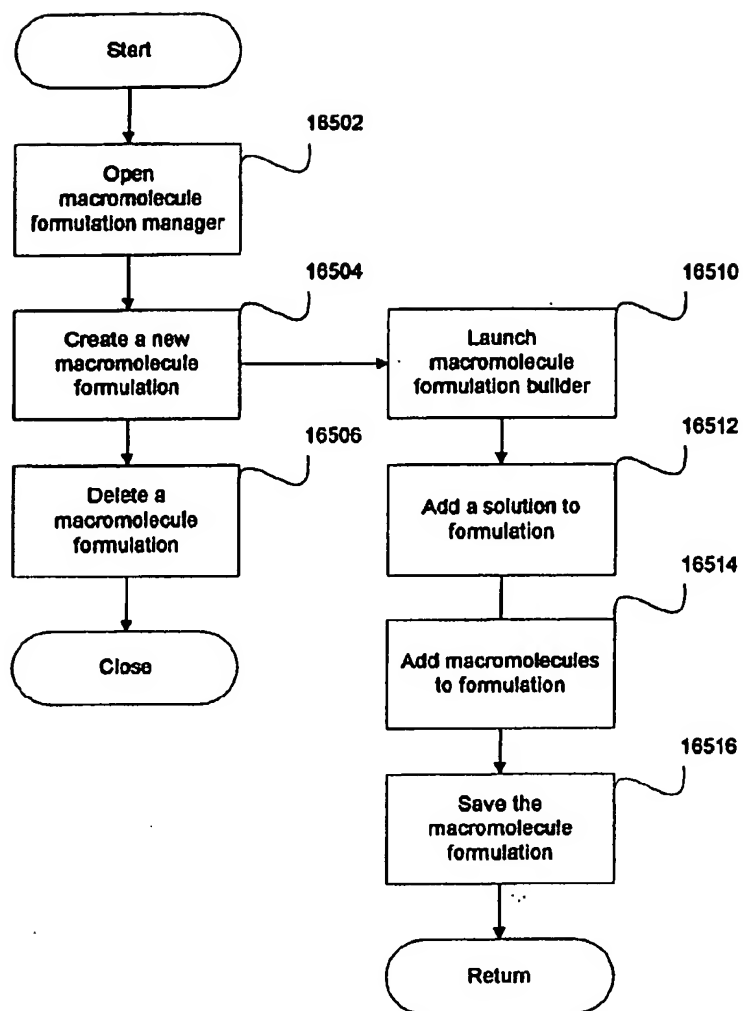 Start
16502
Open
macromolecule
formulation manager
16504
Create a new
macromolecule
formulation
16506
Delete a
macromolecule
formulation
Close
16510
Launch
macromolecule
formulation builder
16512
Add a solution to
formulation
16514
Add macromolecules
to formulation
16516
Save the
macromolecule
formulation
Return